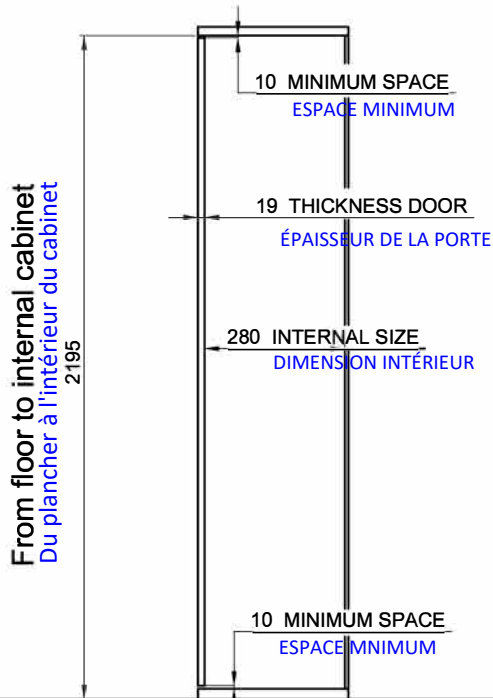 10 MINIMUM SPACE
ESPACE MINIMUM
19 THICKNESS DOOR
ÉPAISSEUR DE LA PORTE
From floor to internal cabinet
Du plancher à l'intérieur du cabinet
2195
280 INTERNAL SIZE
DIMENSION INTÉRIEUR
10 MINIMUM SPACE
ESPACE MNIMUM